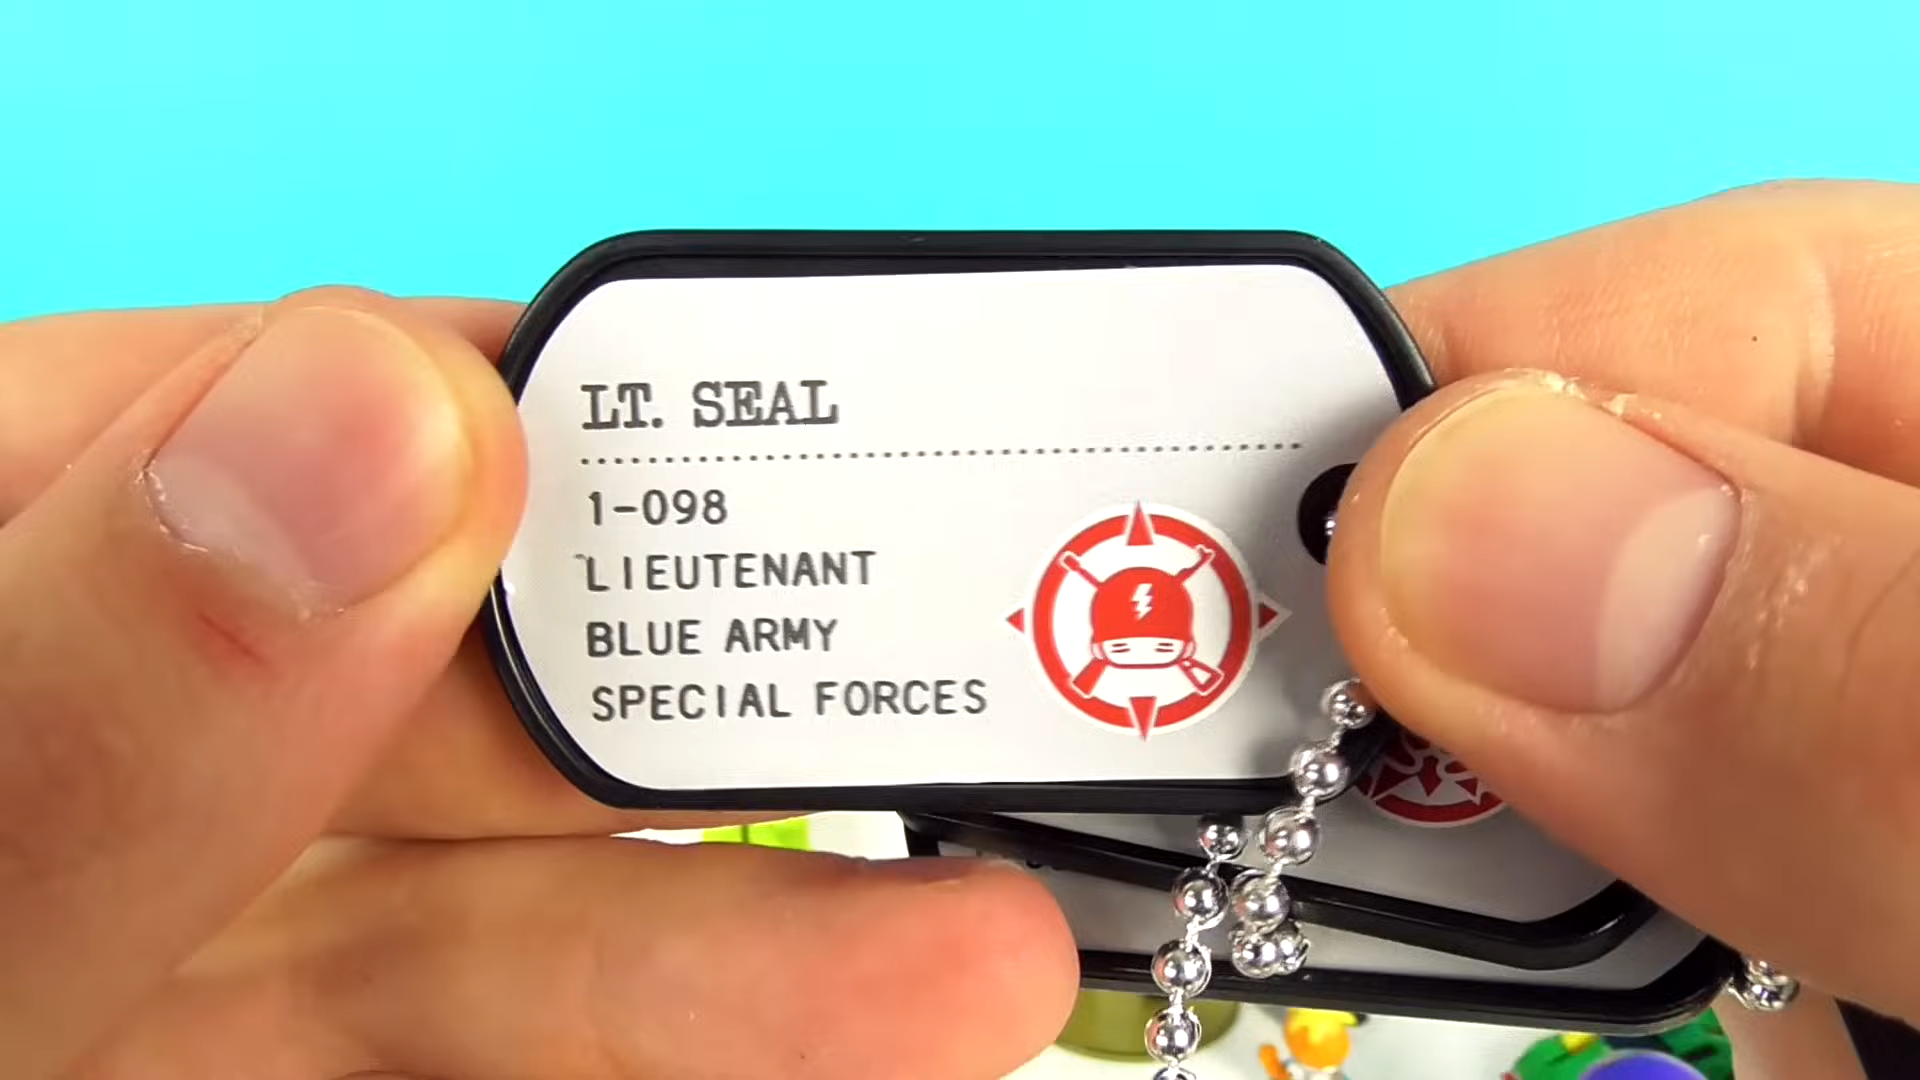 LT. SEAL
1-098
LIEUTENANT
BLUE ARMY
SPECIAL FORCES